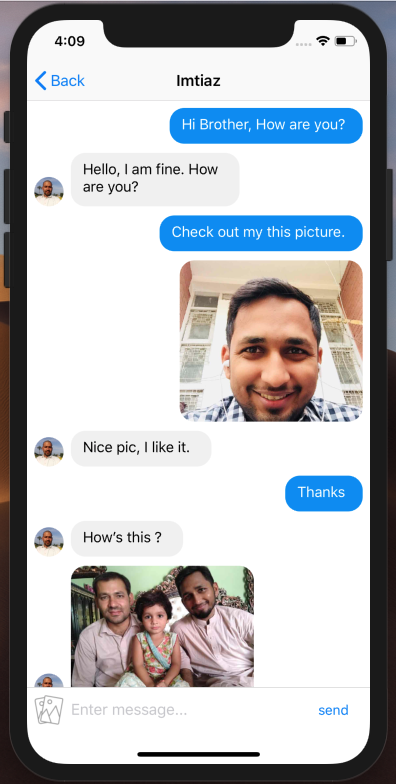 4:09
Back
Imtiaz
Hi Brother, How are you?
Hello, I am fine. How
are you?
Check out my this picture.
Nice pic, I like it.
Thanks
How’s this ?
Enter message...
send